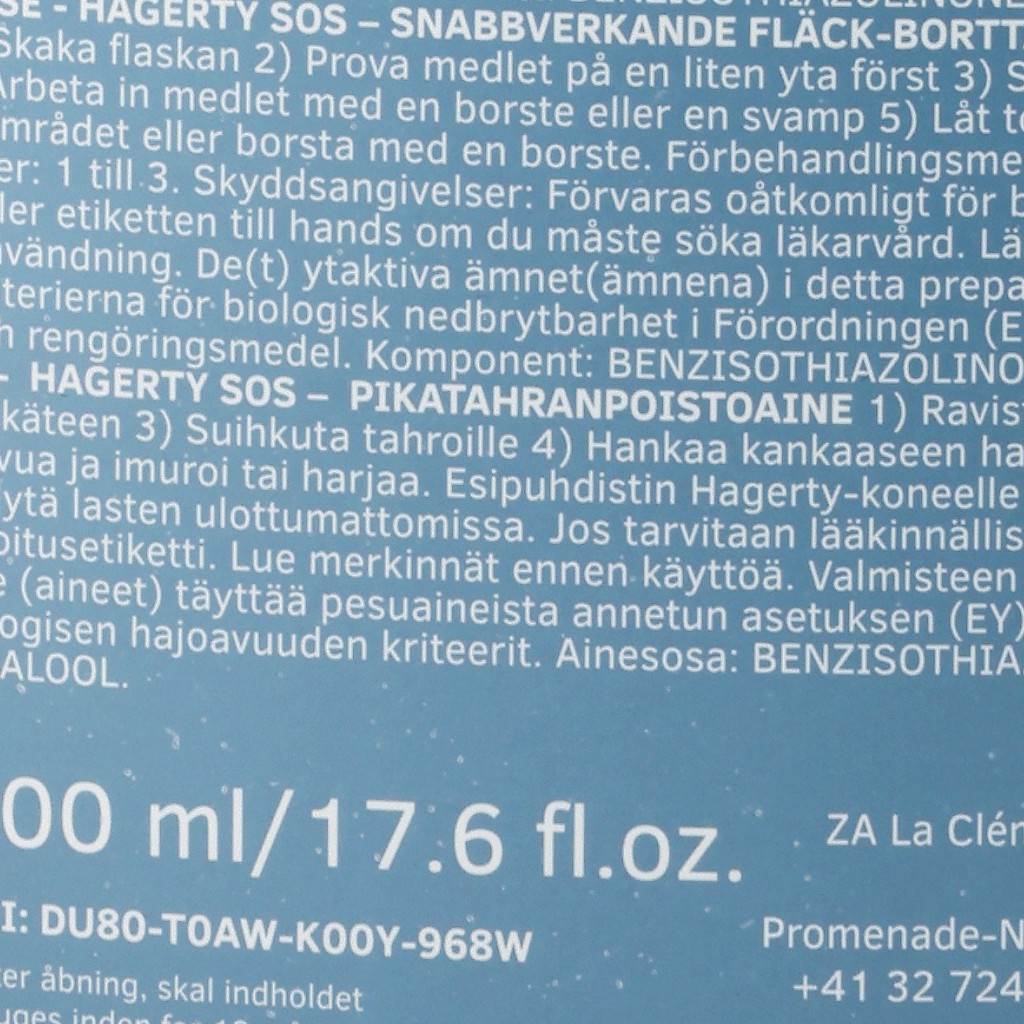 SE - HAGERTY SOS – SNABBVERKANDE FLÄCK-BORTT
Skaka flaskan 2) Prova medlet på en liten yta först 3) S
Arbeta in medlet med en borste eller en svamp 5) Låt to
mrådet eller borsta med en borste. Förbehandlingsme
er: 1 till 3. Skyddsangivelser: Förvaras oåtkomligt för b
ler etiketten till hands om du måste söka läkarvård. Lä
nvändning. De(t) ytaktiva ämnet(ämnena) i detta prepa
terierna för biologisk nedbrytbarhet i Förordningen (E
h rengöringsmedel. Komponent: BENZISOTHIAZOLINO
- HAGERTY SOS – PIKATAHRANPOISTOAINE 1) Ravist
käteen 3) Suihkuta tahroille 4) Hankaa kankaaseen ha
vua ja imuroi tai harjaa. Esipuhdistin Hagerty-koneelle
ytä lasten ulottumattomissa. Jos tarvitaan lääkinnällis
oitusetiketti. Lue merkinnät ennen käyttöä. Valmisteen
e (aineet) täyttää pesuaineista annetun asetuksen (EY)
ogisen hajoavuuden kriteerit. Ainesosa: BENZISOTHIA
ALOOL.
00 ml/17.6 fl.oz.
ZA La Clén
I: DU80-T0AW-K00Y-968W
Promenade-N
+41 32 724
ter åbning, skal indholdet